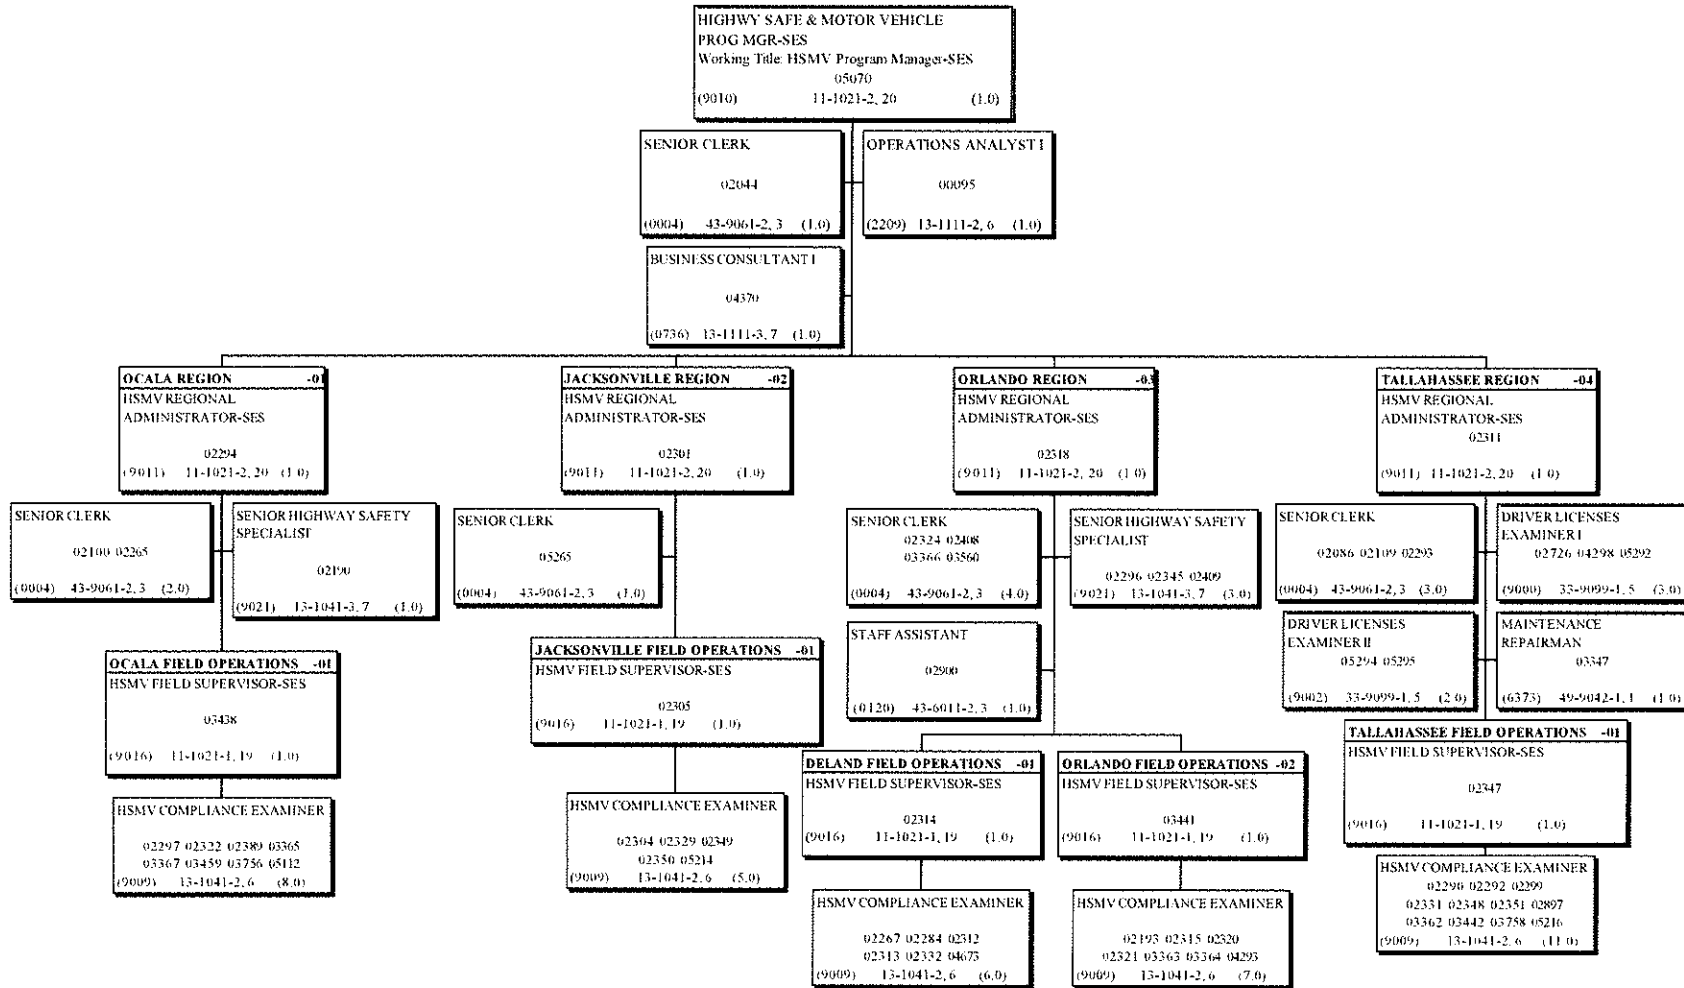 HIGHWY SAFE & MOTOR VEHICLE
PROG MGR-SES
Working Title: HSMV Program Manager-SES
05070
(9010) 11-1021-2, 20 (1.0)
SENIOR CLERK
02044
(0004) 43-9061-2, 3 (1.0)
OPERATIONS ANALYST I
00095
(2209) 13-1111-2, 6 (1.0)
BUSINESS CONSULTANT I
04370
(0736) 13-1111-3, 7 (1.0)
OCALA REGION -01
HSMV REGIONAL
ADMINISTRATOR-SES
02294
(9011) 11-1021-2, 20 (1.0)
JACKSONVILLE REGION -02
HSMV REGIONAL
ADMINISTRATOR-SES
02301
(9011) 11-1021-2, 20 (1.0)
ORLANDO REGION -03
HSMV REGIONAL
ADMINISTRATOR-SES
02318
(9011) 11-1021-2, 20 (1.0)
TALLAHASSEE REGION -04
HSMV REGIONAL
ADMINISTRATOR-SES
02311
(9011) 11-1021-2, 20 (1.0)
SENIOR CLERK
02100 02265
(0004) 43-9061-2, 3 (2.0)
SENIOR HIGHWAY SAFETY
SPECIALIST
02190
(9021) 13-1041-3, 7 (1.0)
SENIOR CLERK
05265
(0004) 43-9061-2, 3 (1.0)
SENIOR CLERK
02324 02408
03366 03560
(0004) 43-9061-2, 3 (4.0)
SENIOR HIGHWAY SAFETY
SPECIALIST
02296 02345 02409
(9021) 13-1041-3, 7 (3.0)
SENIOR CLERK
02086 02109 02293
(0004) 43-9061-2, 3 (3.0)
DRIVER LICENSES
EXAMINER I
02726 04298 05292
(9000) 33-9099-1, 5 (3.0)
STAFF ASSISTANT
02900
(0120) 43-6011-2, 3 (1.0)
DRIVER LICENSES
EXAMINER II
05294 05295
(9002) 33-9099-1, 5 (2.0)
MAINTENANCE
REPAIRMAN
03347
(6373) 49-9042-1, 1 (1.0)
OCALA FIELD OPERATIONS -01
HSMV FIELD SUPERVISOR-SES
03438
(9016) 11-1021-1, 19 (1.0)
JACKSONVILLE FIELD OPERATIONS -01
HSMV FIELD SUPERVISOR-SES
02305
(9016) 11-1021-1, 19 (1.0)
DELAND FIELD OPERATIONS -01
HSMV FIELD SUPERVISOR-SES
02314
(9016) 11-1021-1, 19 (1.0)
ORLANDO FIELD OPERATIONS -02
HSMV FIELD SUPERVISOR-SES
03441
(9016) 11-1021-1, 19 (1.0)
TALLAHASSEE FIELD OPERATIONS -01
HSMV FIELD SUPERVISOR-SES
02347
(9016) 11-1021-1, 19 (1.0)
HSMV COMPLIANCE EXAMINER
02297 02322 02389 03365
03367 03459 03756 05112
(9009) 13-1041-2, 6 (8.0)
HSMV COMPLIANCE EXAMINER
02304 02329 02349
02350 05214
(9009) 13-1041-2, 6 (5.0)
HSMV COMPLIANCE EXAMINER
02267 02284 02312
02313 02332 04673
(9009) 13-1041-2, 6 (6.0)
HSMV COMPLIANCE EXAMINER
02193 02315 02320
02321 03363 03364 04293
(9009) 13-1041-2, 6 (7.0)
HSMV COMPLIANCE EXAMINER
02290 02292 02299
02331 02348 02351 02897
03362 03442 03758 05216
(9009) 13-1041-2, 6 (11.0)